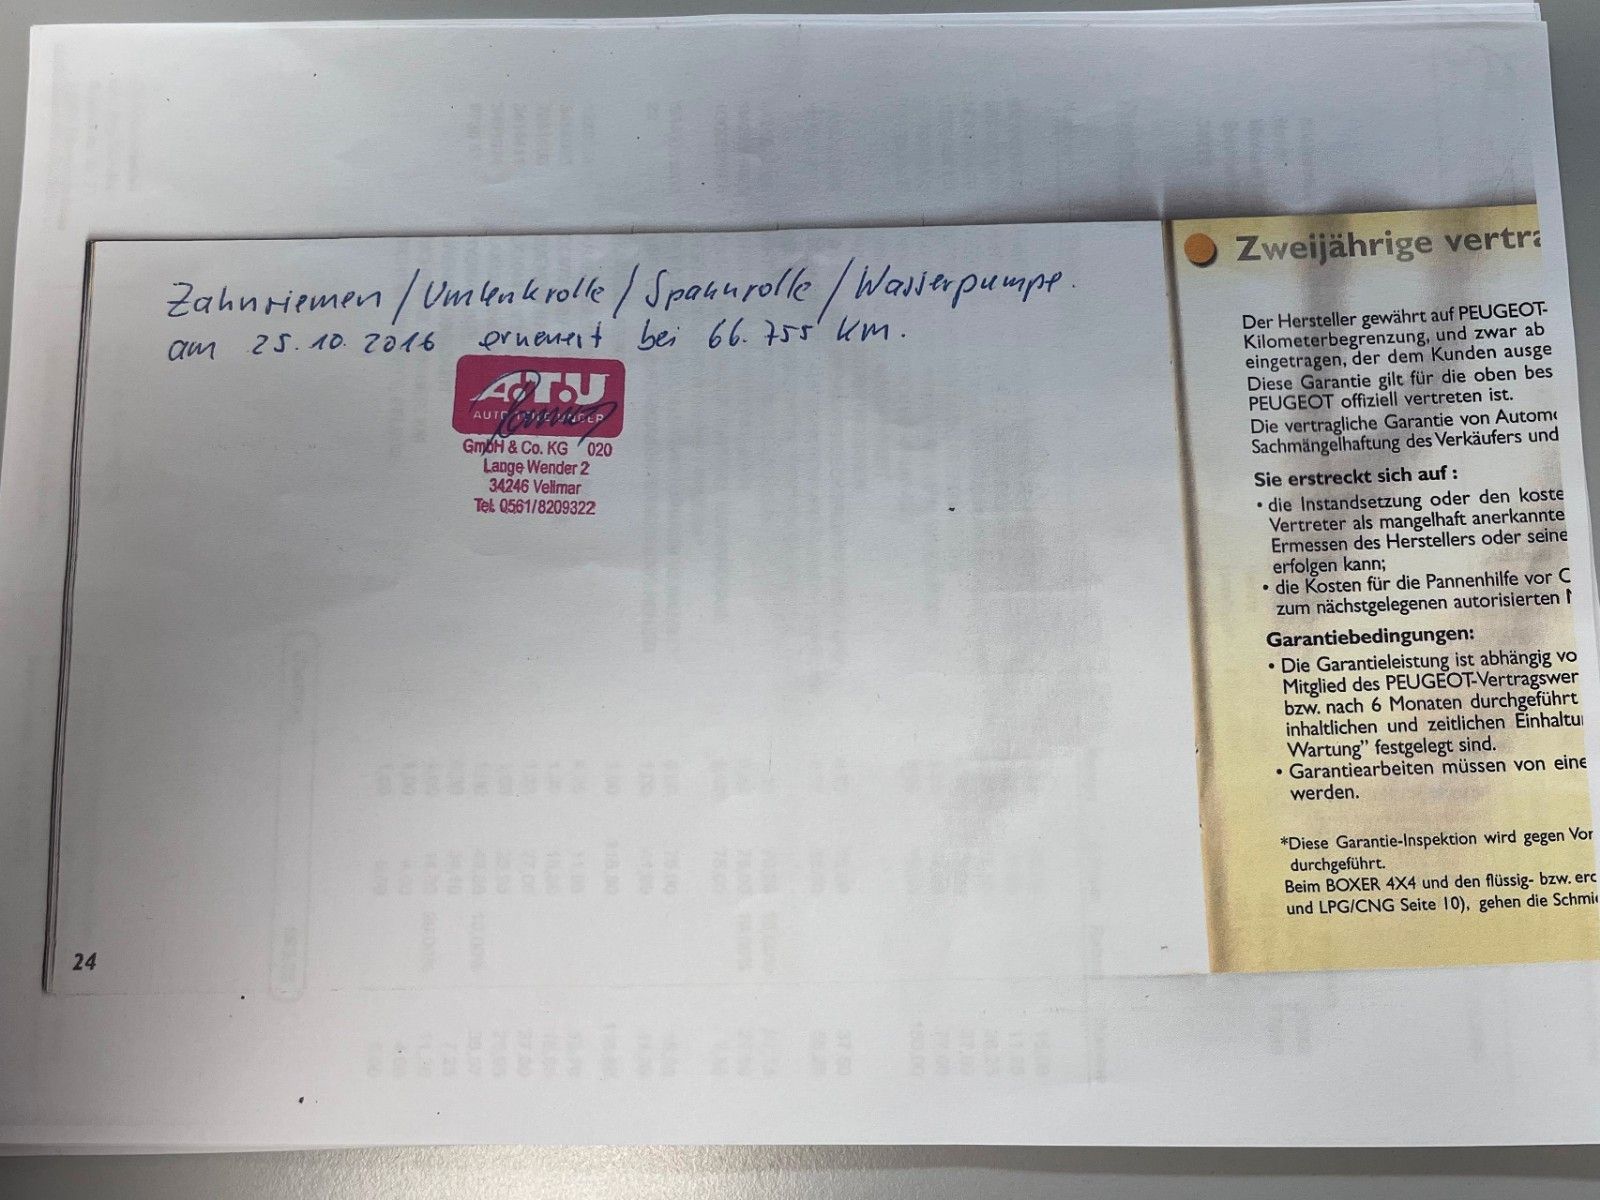 Zahnriemen / Umlenkrolle / Spannrolle / Wasserpumpe.
am 25.10.2016 erneuert bei 66.755 km.
A.T.U
GmbH & Co. KG 020
Lange Wender 2
34246 Vellmar
Tel. 0561/8209322
24
Zweijährige vertra
Der Hersteller gewährt auf PEUGEOT-
Kilometerbegrenzung, und zwar ab
eingetragen, der dem Kunden ausge
Diese Garantie gilt für die oben bes
PEUGEOT offiziell vertreten ist.
Die vertragliche Garantie von Autom
Sachmängelhaftung des Verkäufers und
Sie erstreckt sich auf :
• die Instandsetzung oder den koste
Vertreter als mangelhaft anerkannte
Ermessen des Herstellers oder seine
erfolgen kann;
• die Kosten für die Pannenhilfe vor
zum nächstgelegenen autorisierten
Garantiebedingungen:
• Die Garantieleistung ist abhängig vo
Mitglied des PEUGEOT-Vertragswer
bzw. nach 6 Monaten durchgeführt
inhaltlichen und zeitlichen Einhaltu
Wartung” festgelegt sind.
• Garantiearbeiten müssen von eine
werden.
*Diese Garantie-Inspektion wird gegen Vor
durchgeführt.
Beim BOXER 4X4 und den flüssig- bzw. erd
und LPG/CNG Seite 10), gehen die Schmi